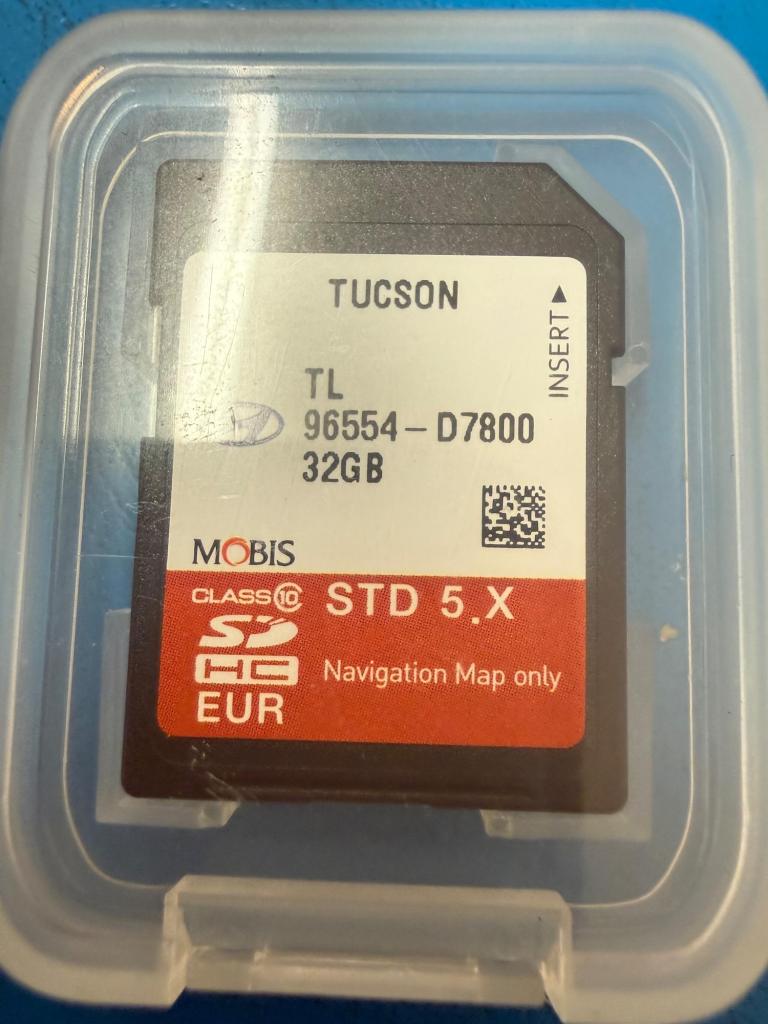 TUCSON
INSERT ▲
TL
96554-D7800
32GB
MOBIS
CLASS 10
STD 5.X
SD
HC
Navigation Map only
EUR